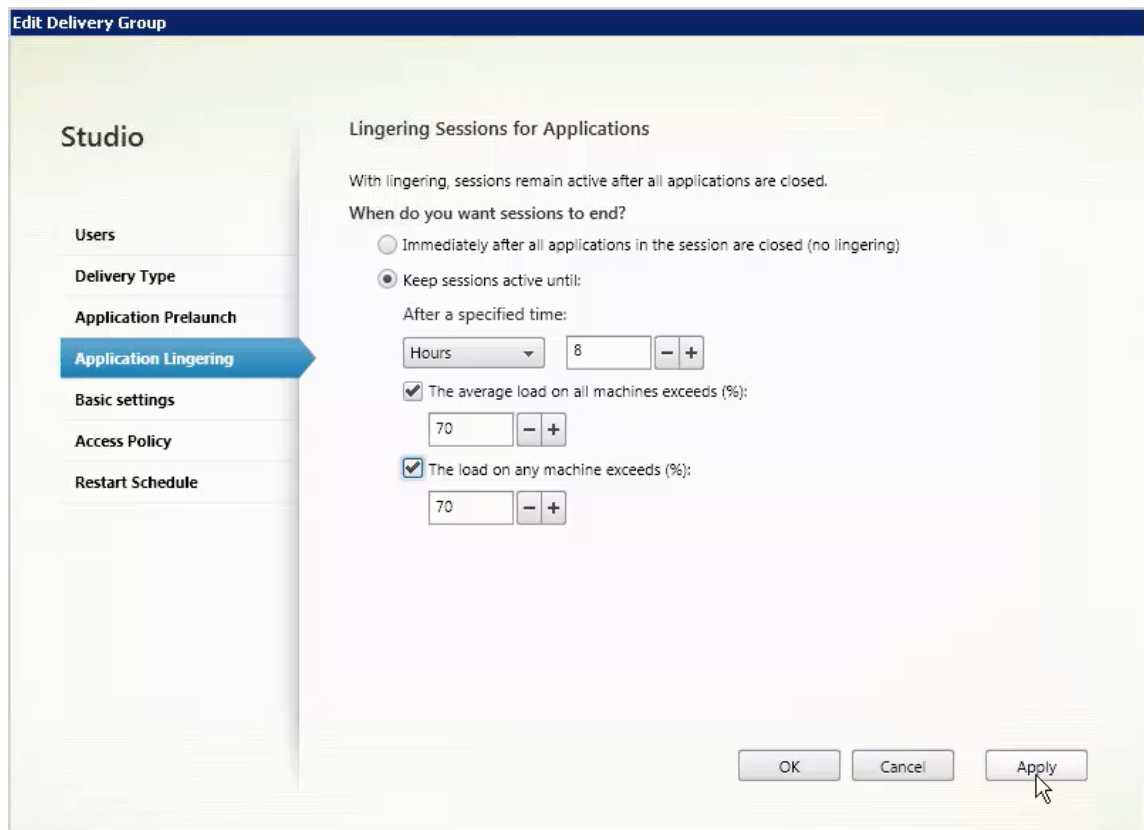 Edit Delivery Group
Studio
Users
Delivery Type
Application Prelaunch
Application Lingering
Basic settings
Access Policy
Restart Schedule
Lingering Sessions for Applications
With lingering, sessions remain active after all applications are closed.
When do you want sessions to end?
Immediately after all applications in the session are closed (no lingering)
Keep sessions active until:
After a specified time:
Hours 8 − +
The average load on all machines exceeds (%):
70 − +
The load on any machine exceeds (%):
70 − +
OK Cancel Apply